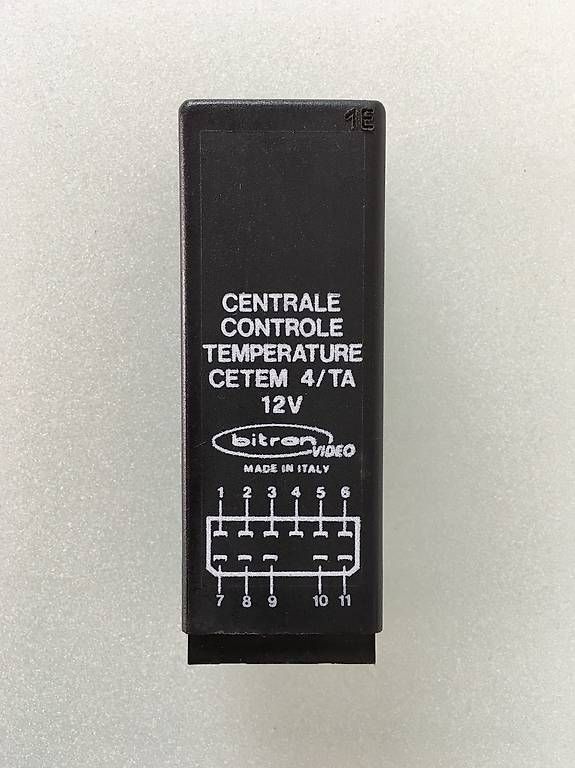 1E
CENTRALE
CONTROLE
TEMPERATURE
CETEM 4/TA
12V
bitron VIDEO
MADE IN ITALY
1 2 3 4 5 6
7 8 9 10 11